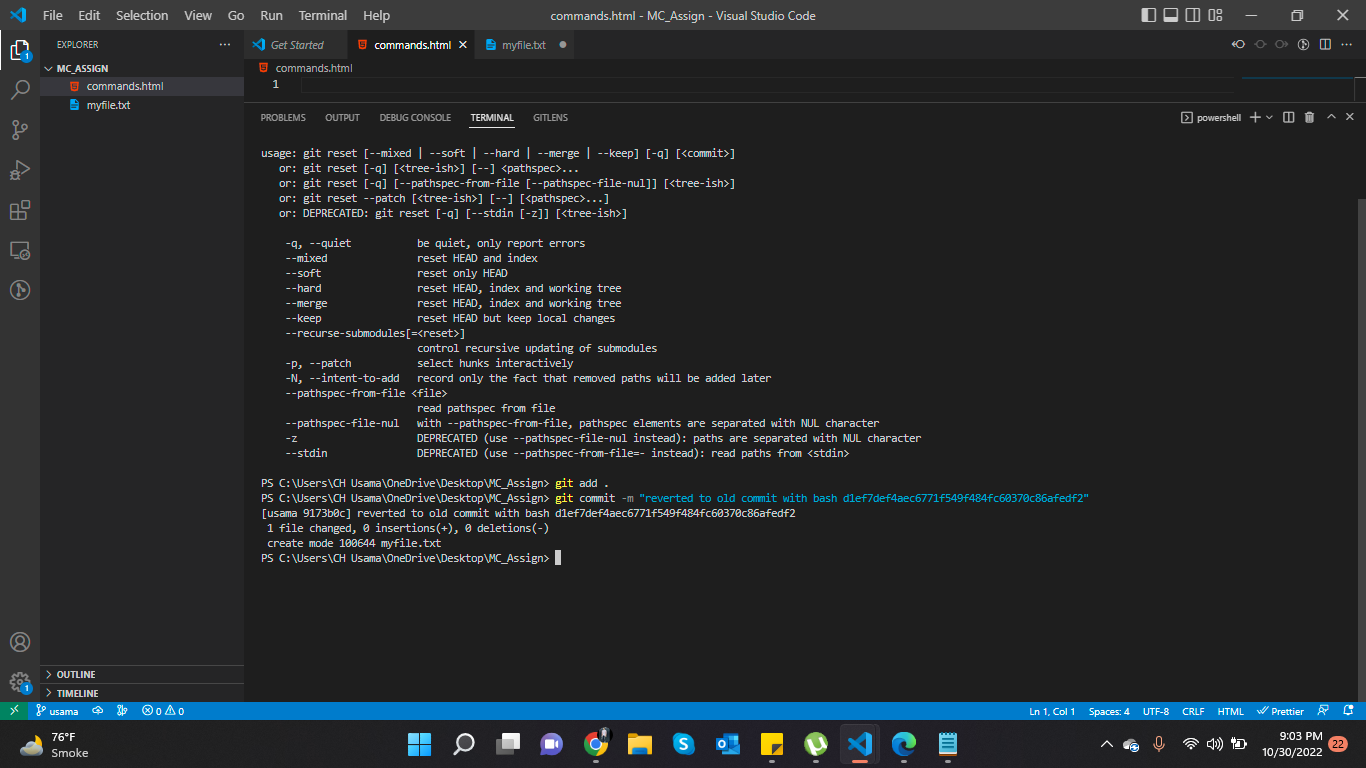 File Edit Selection View Go Run Terminal Help commands.html - MC_Assign - Visual Studio Code
EXPLORER ...
MC_ASSIGN
commands.html
myfile.txt
OUTLINE
TIMELINE
Get Started commands.html myfile.txt
commands.html
1
PROBLEMS OUTPUT DEBUG CONSOLE TERMINAL GITLENS powershell
usage: git reset [--mixed | --soft | --hard | --merge | --keep] [-q] [<commit>]
or: git reset [-q] [<tree-ish>] [--] <pathspec>...
or: git reset [-q] [--pathspec-from-file [--pathspec-file-nul]] [<tree-ish>]
or: git reset --patch [<tree-ish>] [--] [<pathspec>...]
or: DEPRECATED: git reset [-q] [--stdin [-z]] [<tree-ish>]
-q, --quiet be quiet, only report errors
--mixed reset HEAD and index
--soft reset only HEAD
--hard reset HEAD, index and working tree
--merge reset HEAD, index and working tree
--keep reset HEAD but keep local changes
--recurse-submodules[=<reset>]
control recursive updating of submodules
-p, --patch select hunks interactively
-N, --intent-to-add record only the fact that removed paths will be added later
--pathspec-from-file <file>
read pathspec from file
--pathspec-file-nul with --pathspec-from-file, pathspec elements are separated with NUL character
-z DEPRECATED (use --pathspec-file-nul instead): paths are separated with NUL character
--stdin DEPRECATED (use --pathspec-from-file=- instead): read paths from <stdin>
PS C:\Users\CH Usama\OneDrive\Desktop\MC_Assign> git add .
PS C:\Users\CH Usama\OneDrive\Desktop\MC_Assign> git commit -m "reverted to old commit with bash d1ef7def4aec6771f549f484fc60370c86afedf2"
[usama 9173b0c] reverted to old commit with bash d1ef7def4aec6771f549f484fc60370c86afedf2
1 file changed, 0 insertions(+), 0 deletions(-)
create mode 100644 myfile.txt
PS C:\Users\CH Usama\OneDrive\Desktop\MC_Assign>
1
1
usama 0 0 Ln 1, Col 1 Spaces: 4 UTF-8 CRLF HTML Prettier
76°F
Smoke
9:03 PM
10/30/2022
22